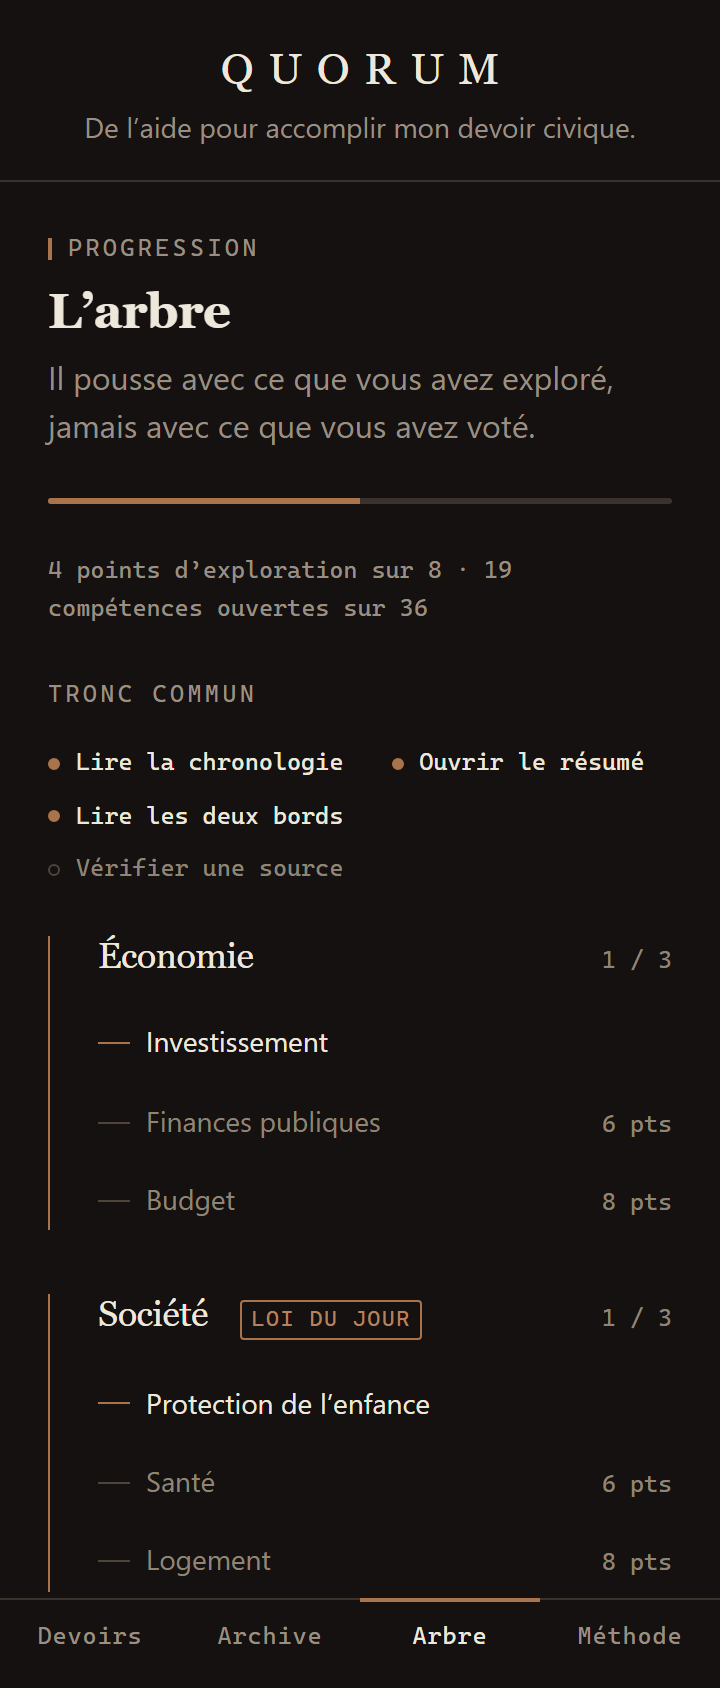 QUORUM
De l’aide pour accomplir mon devoir civique.
PROGRESSION
L’arbre
Il pousse avec ce que vous avez exploré,
jamais avec ce que vous avez voté.
4 points d’exploration sur 8 · 19
compétences ouvertes sur 36
TRONC COMMUN
Lire la chronologie
Ouvrir le résumé
Lire les deux bords
Vérifier une source
Économie 1 / 3
Investissement
Finances publiques 6 pts
Budget 8 pts
Société LOI DU JOUR 1 / 3
Protection de l’enfance
Santé 6 pts
Logement 8 pts
Devoirs Archive Arbre Méthode